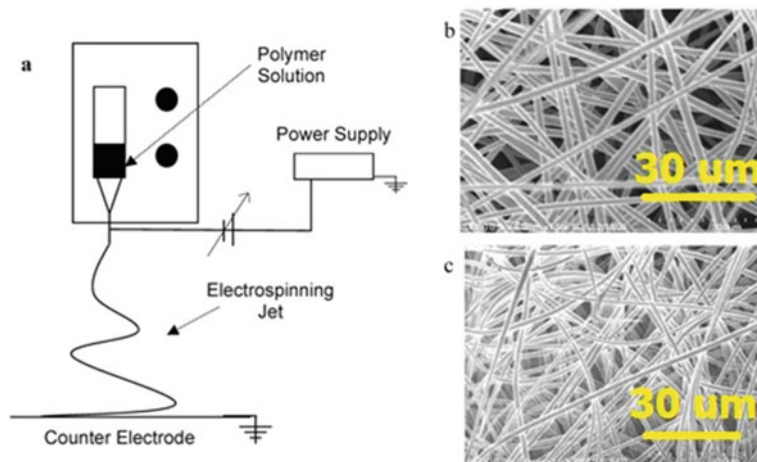 a
Polymer
Solution
Power Supply
Electrospinning
Jet
Counter Electrode
b
30 um
c
30 um